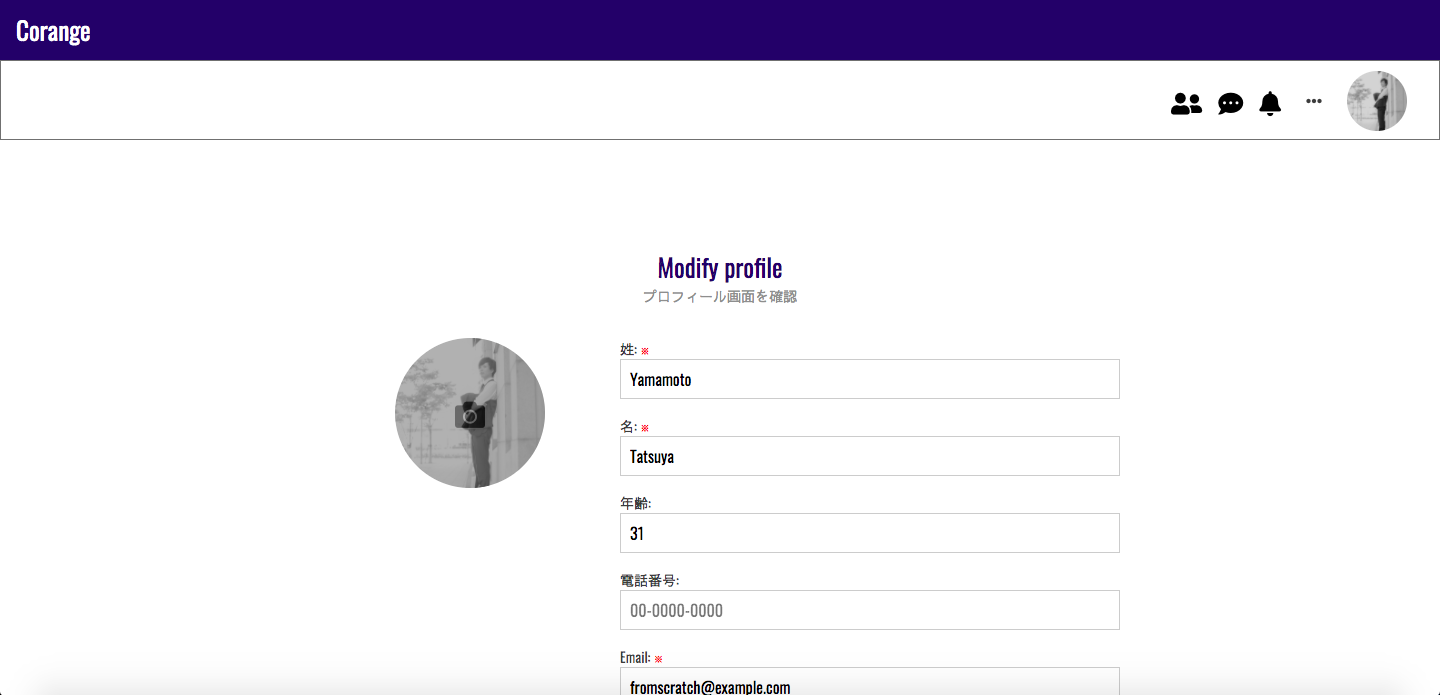 Corange
Modify profile
プロフィール画面を確認
姓: ※
Yamamoto
名: ※
Tatsuya
年齢:
31
電話番号:
00-0000-0000
Email: ※
fromscratch@example.com